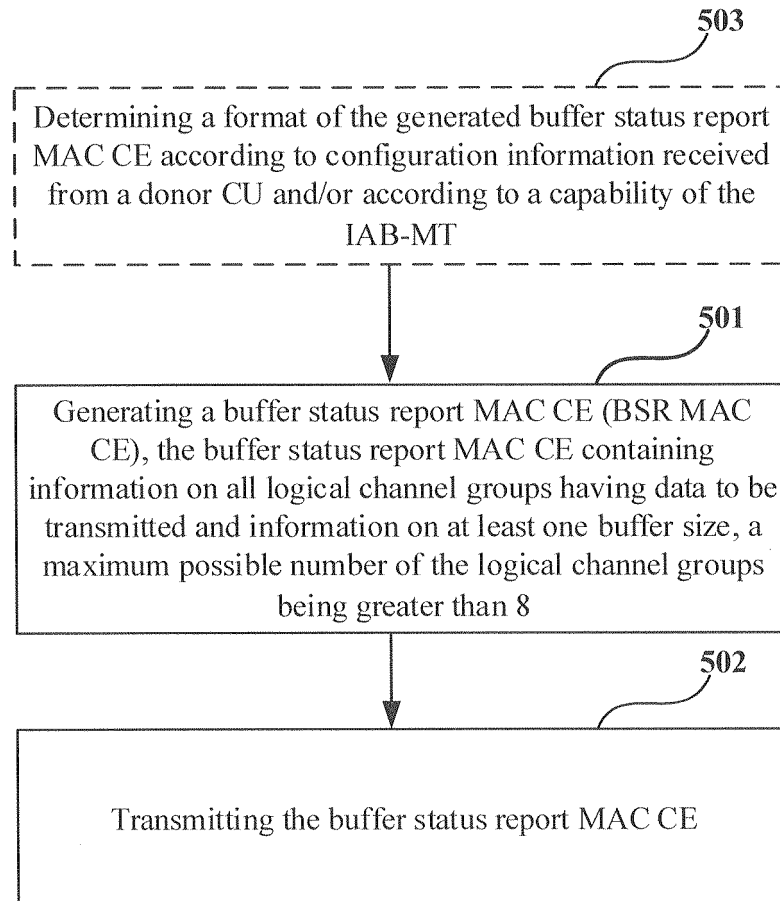 503
Determining a format of the generated buffer status report
MAC CE according to configuration information received
from a donor CU and/or according to a capability of the
IAB-MT
501
Generating a buffer status report MAC CE (BSR MAC
CE), the buffer status report MAC CE containing
information on all logical channel groups having data to be
transmitted and information on at least one buffer size, a
maximum possible number of the logical channel groups
being greater than 8
502
Transmitting the buffer status report MAC CE